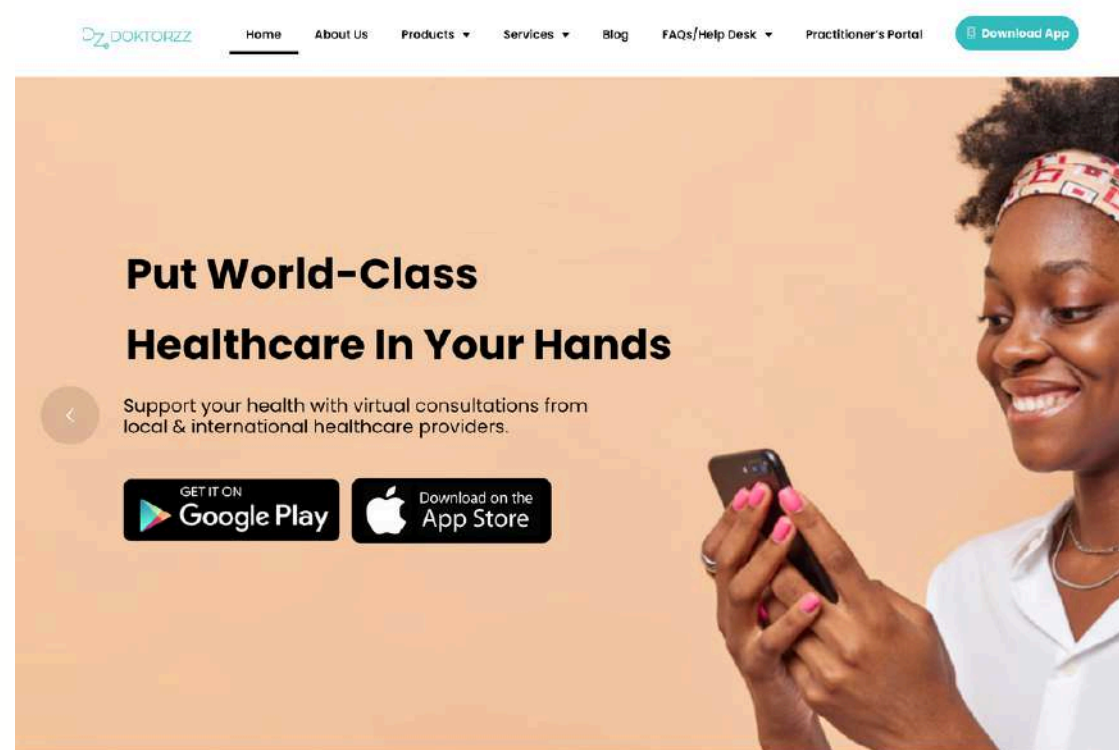 DZ DOKTORZZ
Home
About Us
Products
Services
Blog
FAQs/Help Desk
Practitioner's Portal
Download App
Put World-Class
Healthcare In Your Hands
Support your health with virtual consultations from
local & international healthcare providers.
GET IT ON
Google Play
Download on the
App Store